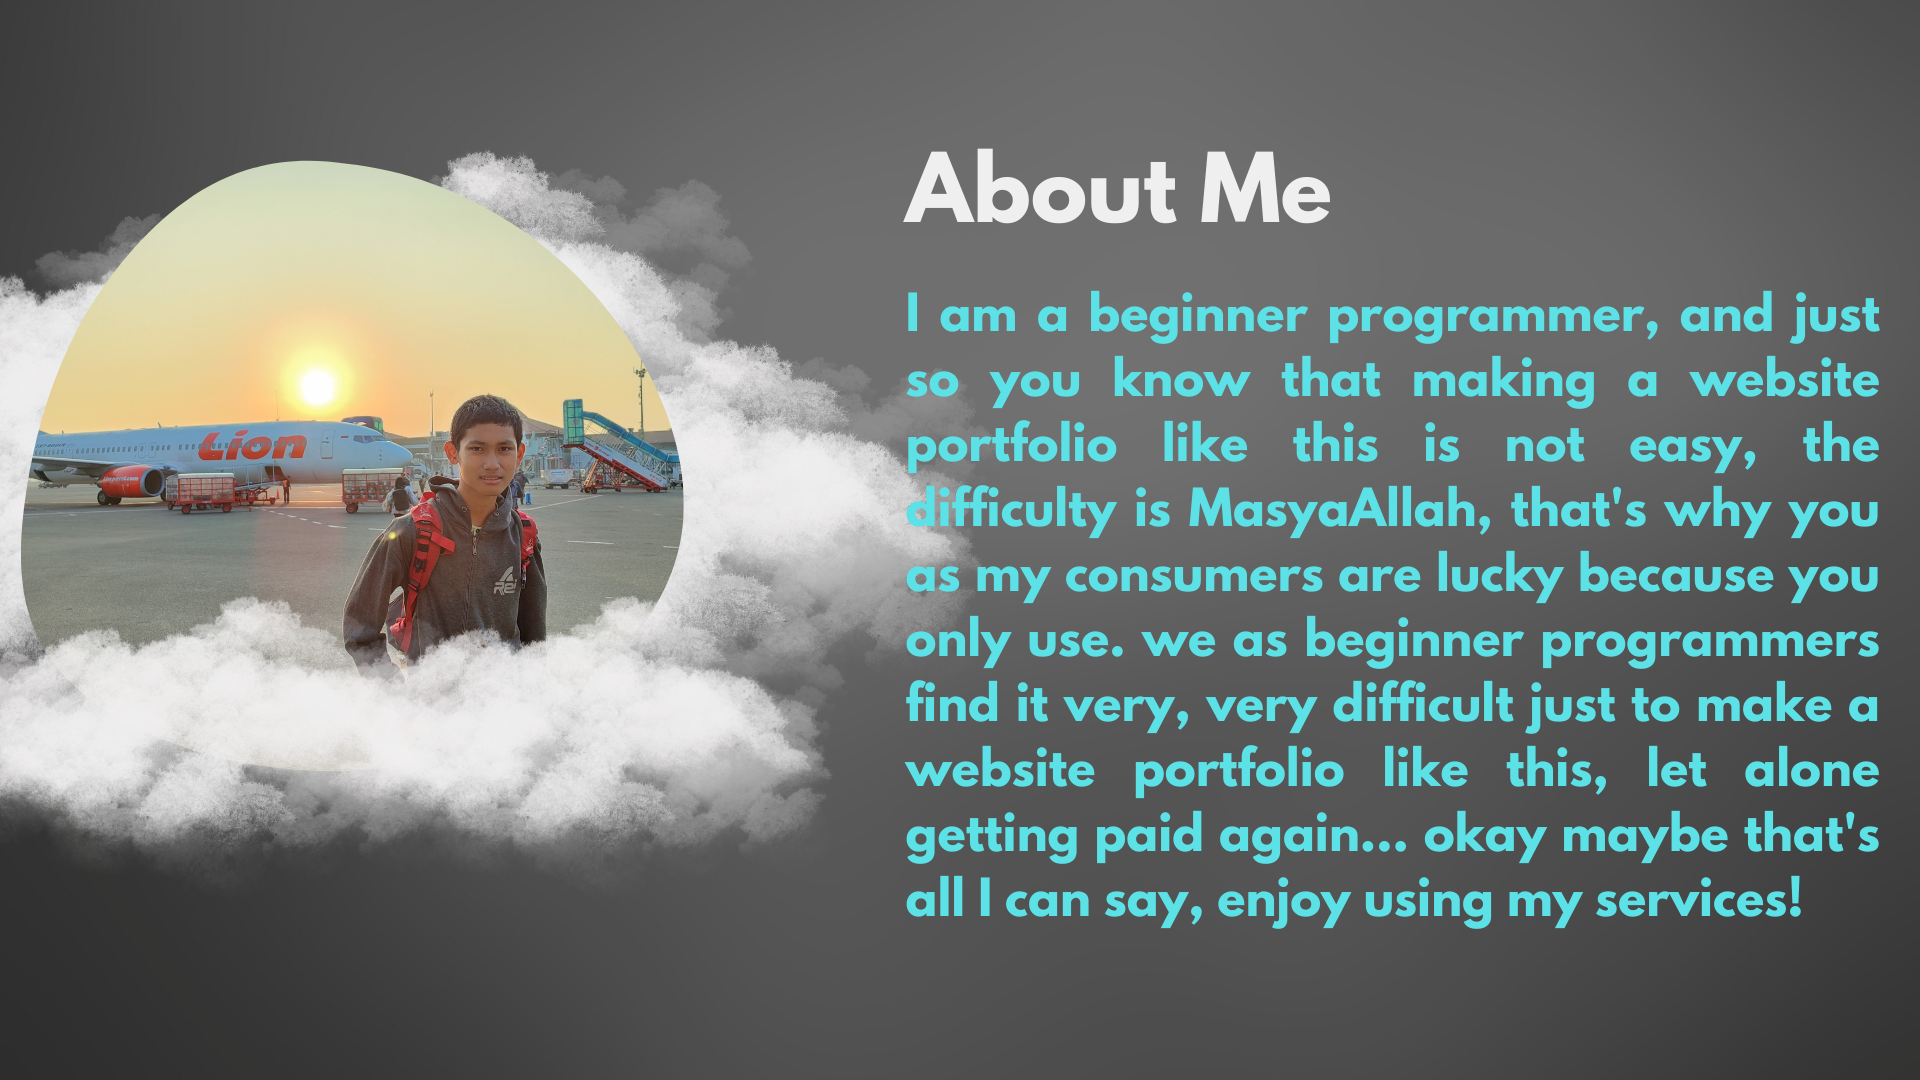 About Me
I am a beginner programmer, and just
so you know that making a website
portfolio like this is not easy, the
difficulty is MasyaAllah, that's why you
as my consumers are lucky because you
only use. we as beginner programmers
find it very, very difficult just to make a
website portfolio like this, let alone
getting paid again... okay maybe that's
all I can say, enjoy using my services!
Lion